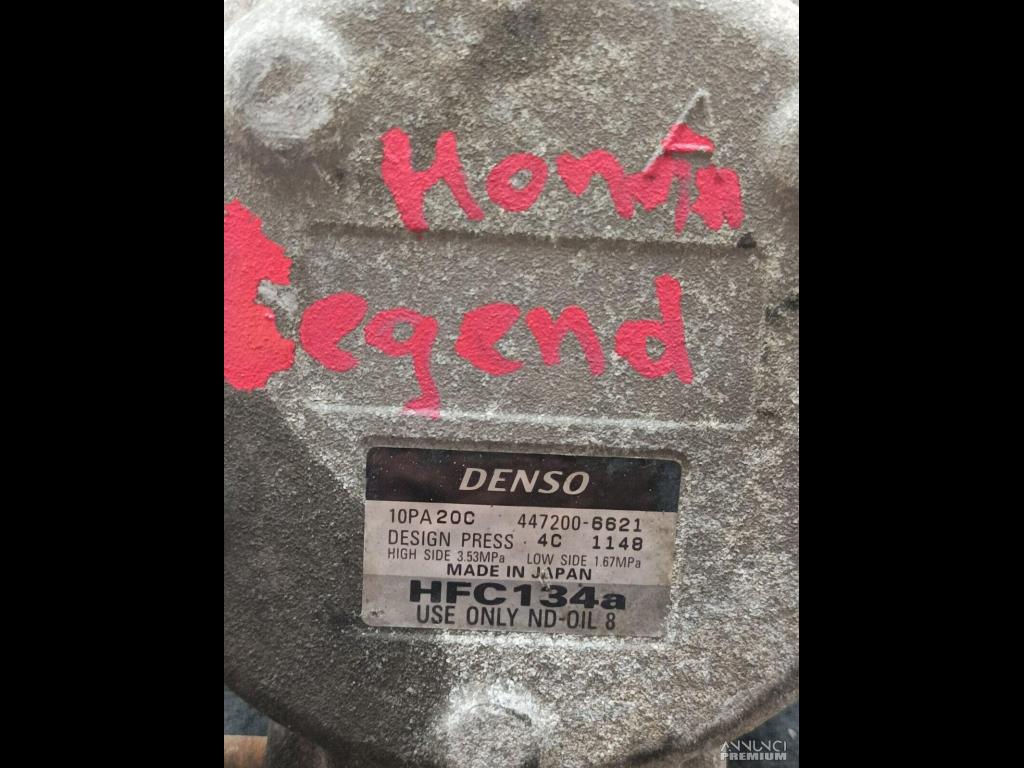 Honda
Legend
DENSO
10PA20C 447200-6621
DESIGN PRESS 4C 1148
HIGH SIDE 3.53MPa LOW SIDE 1.67MPa
MADE IN JAPAN
HFC134a
USE ONLY ND-OIL 8
ANNUNCI
PREMIUM